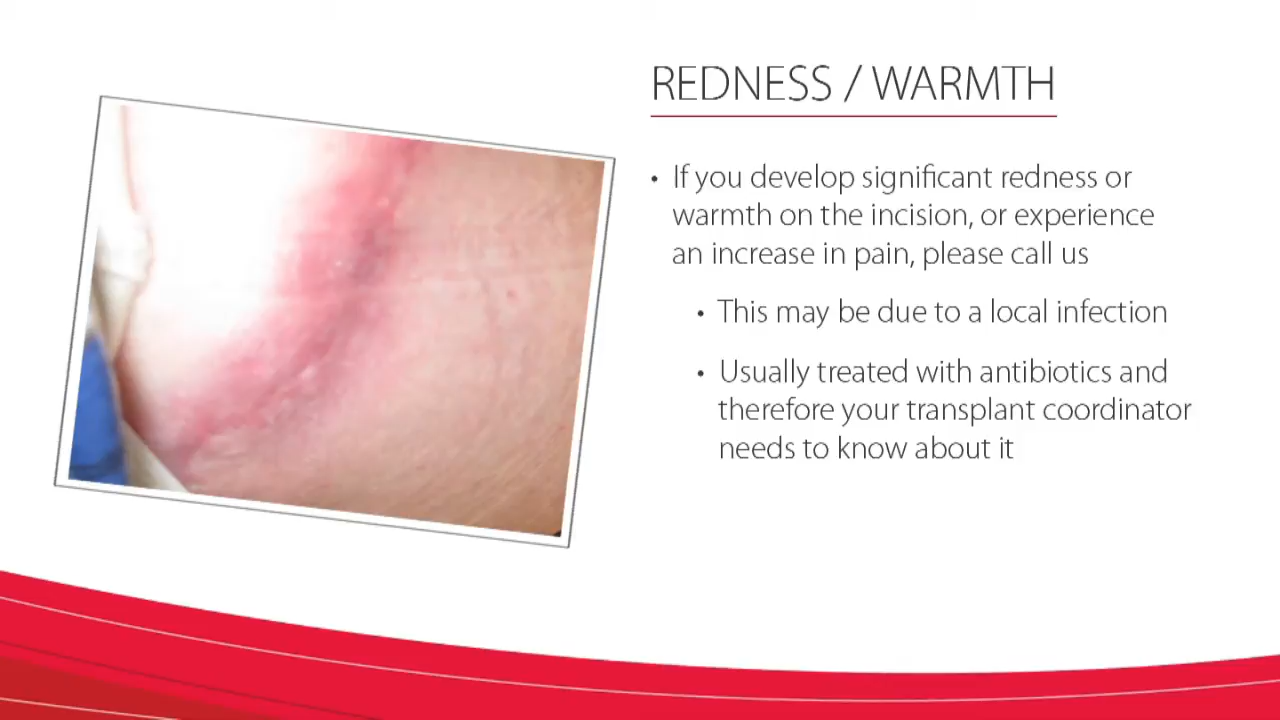 REDNESS / WARMTH
• If you develop significant redness or
warmth on the incision, or experience
an increase in pain, please call us
• This may be due to a local infection
• Usually treated with antibiotics and
therefore your transplant coordinator
needs to know about it